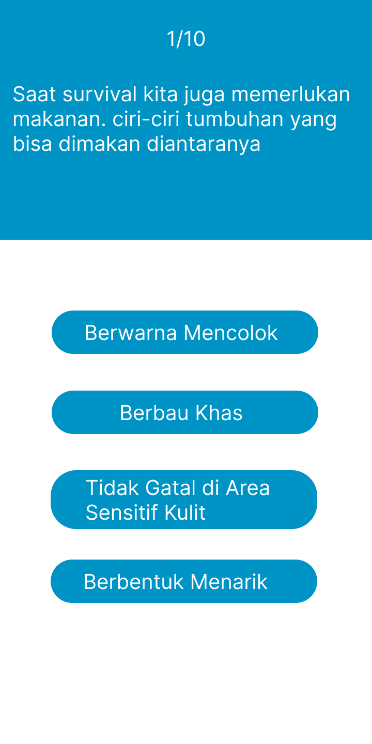 1/10
Saat survival kita juga memerlukan
makanan. ciri-ciri tumbuhan yang
bisa dimakan diantaranya
Berwarna Mencolok
Berbau Khas
Tidak Gatal di Area
Sensitif Kulit
Berbentuk Menarik